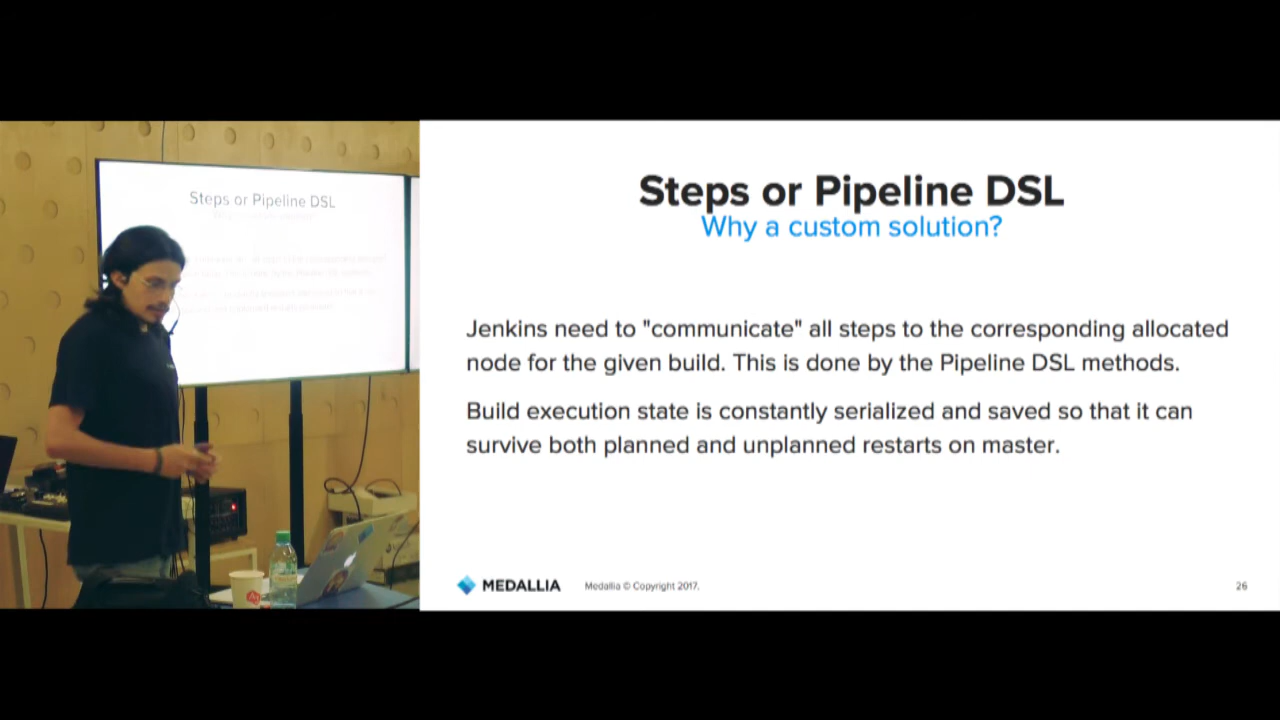 Steps or Pipeline DSL
Steps or Pipeline DSL
Why a custom solution?
Jenkins need to "communicate" all steps to the corresponding allocated
node for the given build. This is done by the Pipeline DSL methods.
Build execution state is constantly serialized and saved so that it can
survive both planned and unplanned restarts on master.
MEDALLIA
Medallia © Copyright 2017.
26